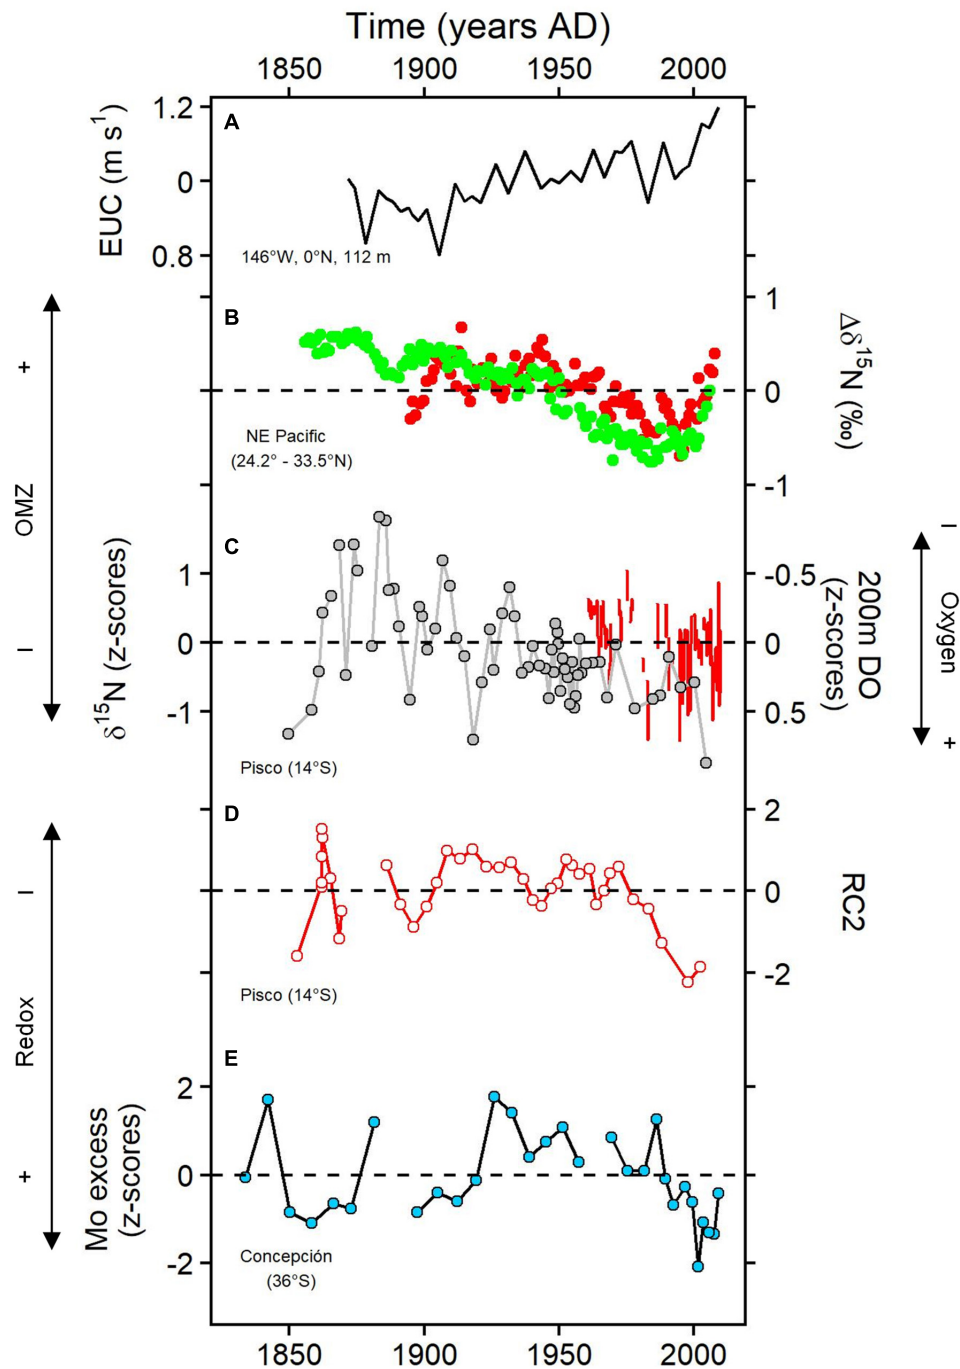 Time (years AD)
1850 1900 1950 2000
A
1.2
0
0.8
EUC (m s¹)
146°W, 0°N, 112 m
B
1
0
-1
Δδ¹⁵N (‰)
NE Pacific
(24.2° - 33.5°N)
+
OMZ
–
C
1
0
-1
δ¹⁵N (z-scores)
-0.5
0
0.5
200m DO
(z-scores)
–
Oxygen
+
Pisco (14°S)
D
2
0
-2
RC2
Pisco (14°S)
–
Redox
+
E
2
0
-2
Mo excess
(z-scores)
Concepción
(36°S)
1850 1900 1950 2000